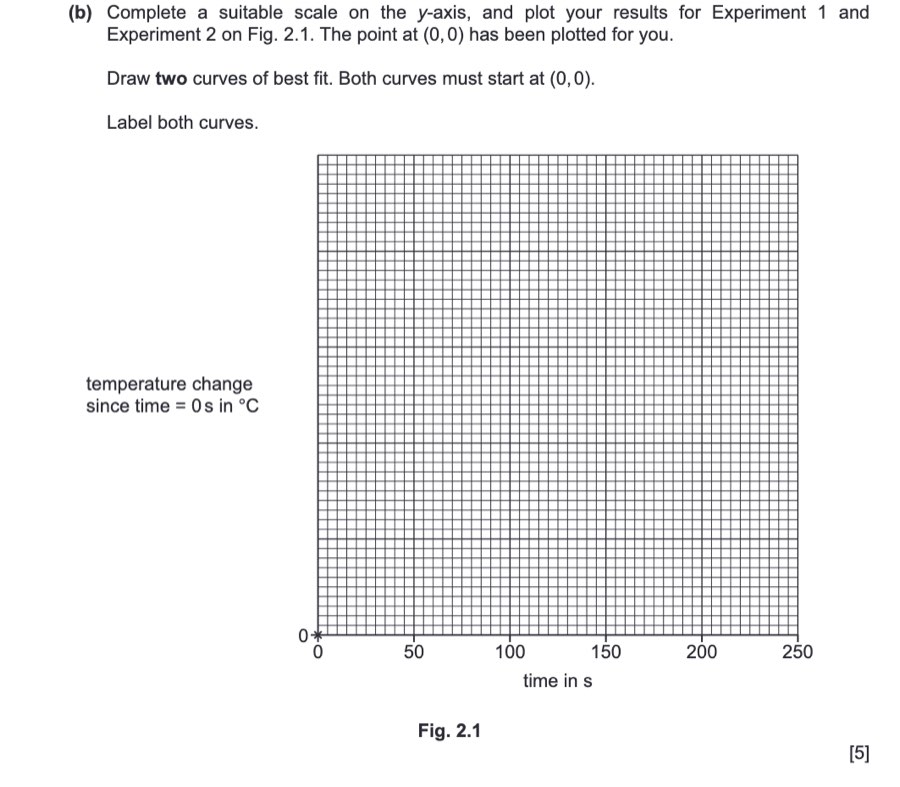 (b) Complete a suitable scale on the y-axis, and plot your results for Experiment 1 and
Experiment 2 on Fig. 2.1. The point at (0,0) has been plotted for you.
Draw two curves of best fit. Both curves must start at (0,0).
Label both curves.
temperature change
since time = 0 s in °C
0
0 50 100 150 200 250
time in s
Fig. 2.1
[5]